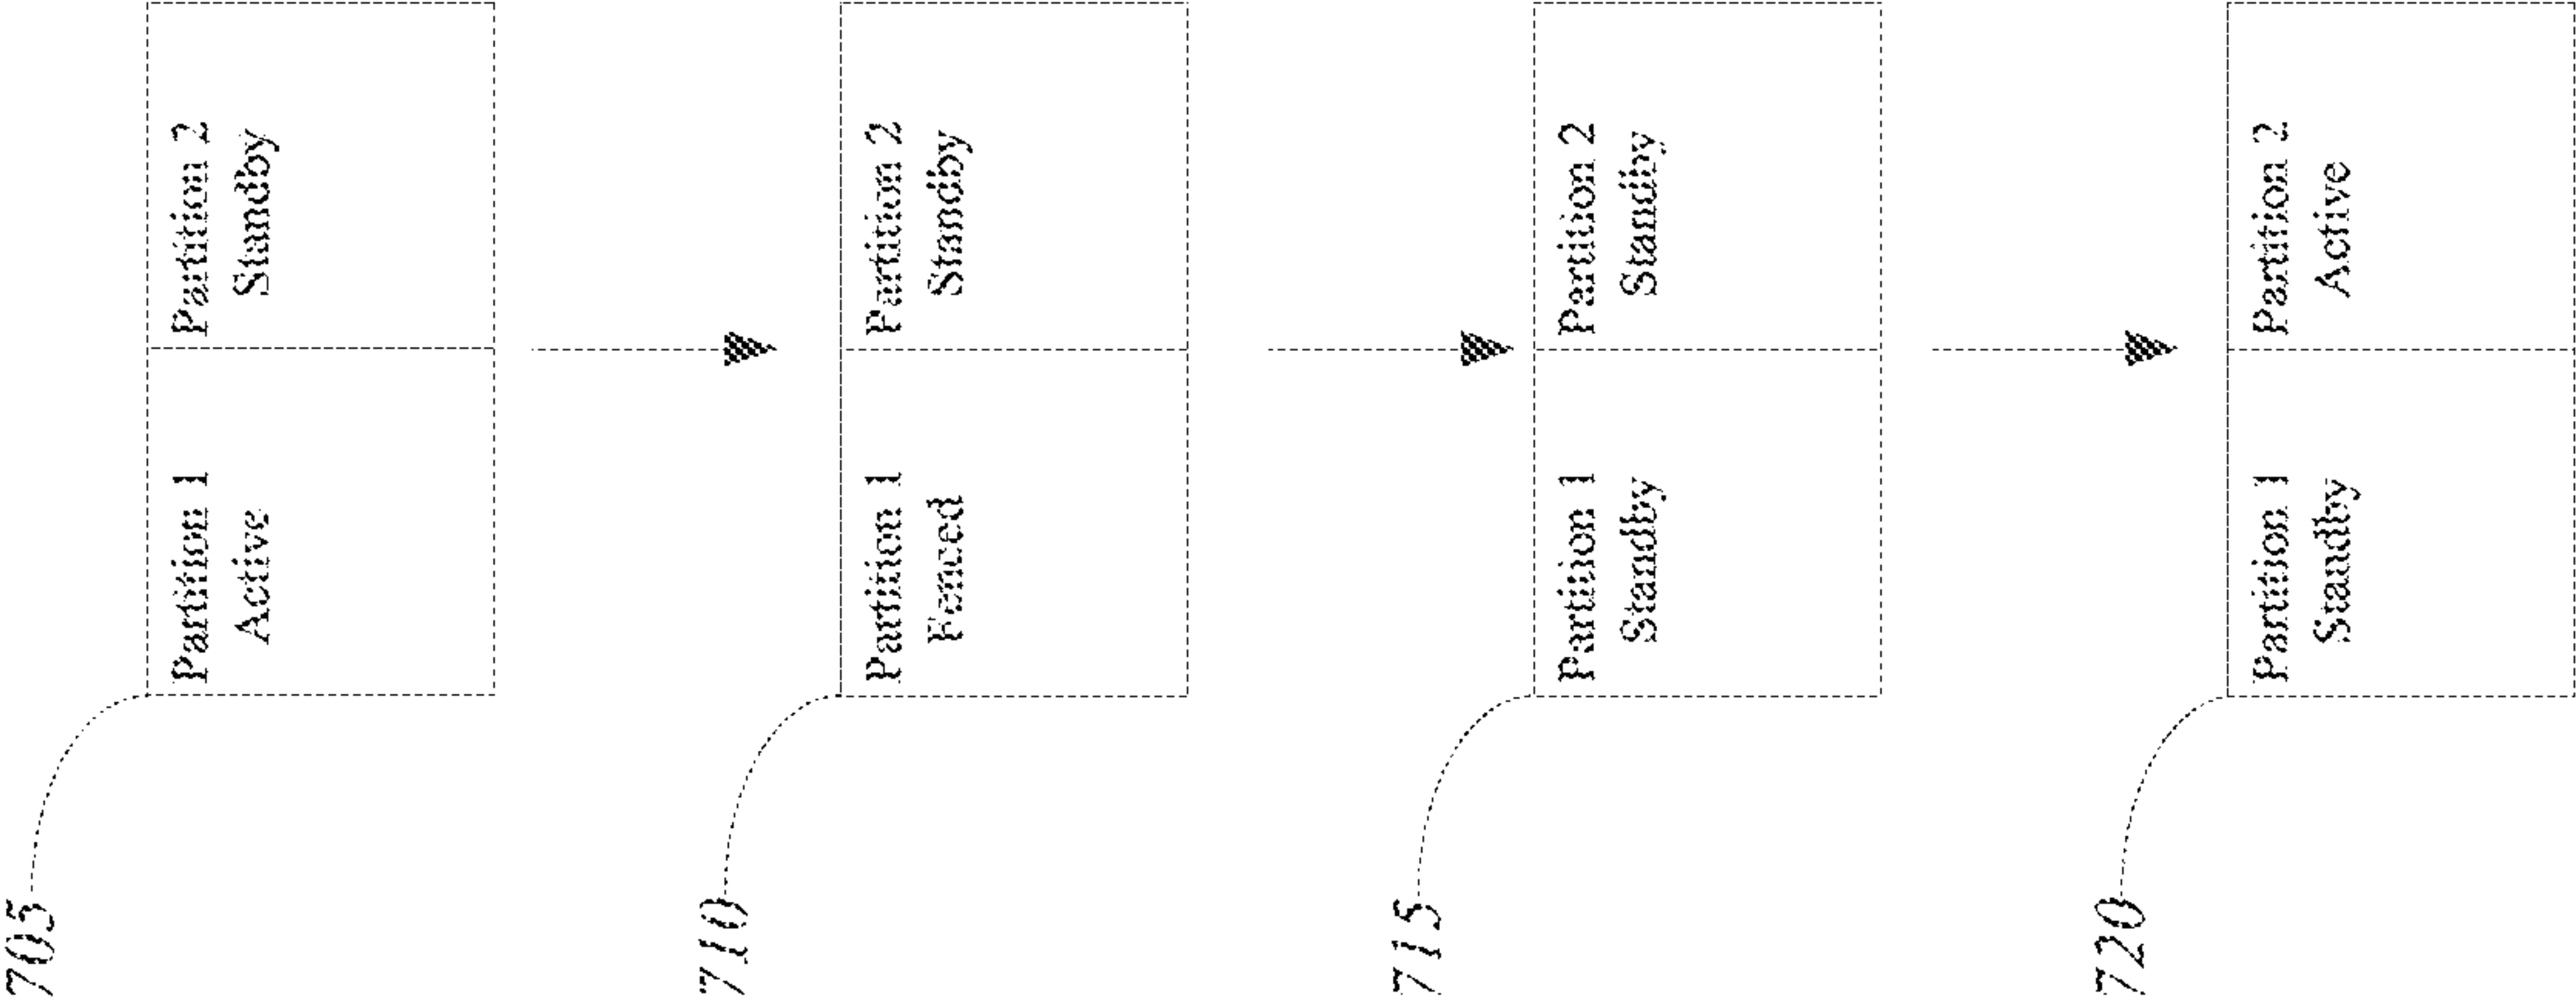 705
Partition 1
Active
Partition 2
Standby
710
Partition 1
Fenced
Partition 2
Standby
715
Partition 1
Standby
Partition 2
Standby
720
Partition 1
Standby
Partition 2
Active